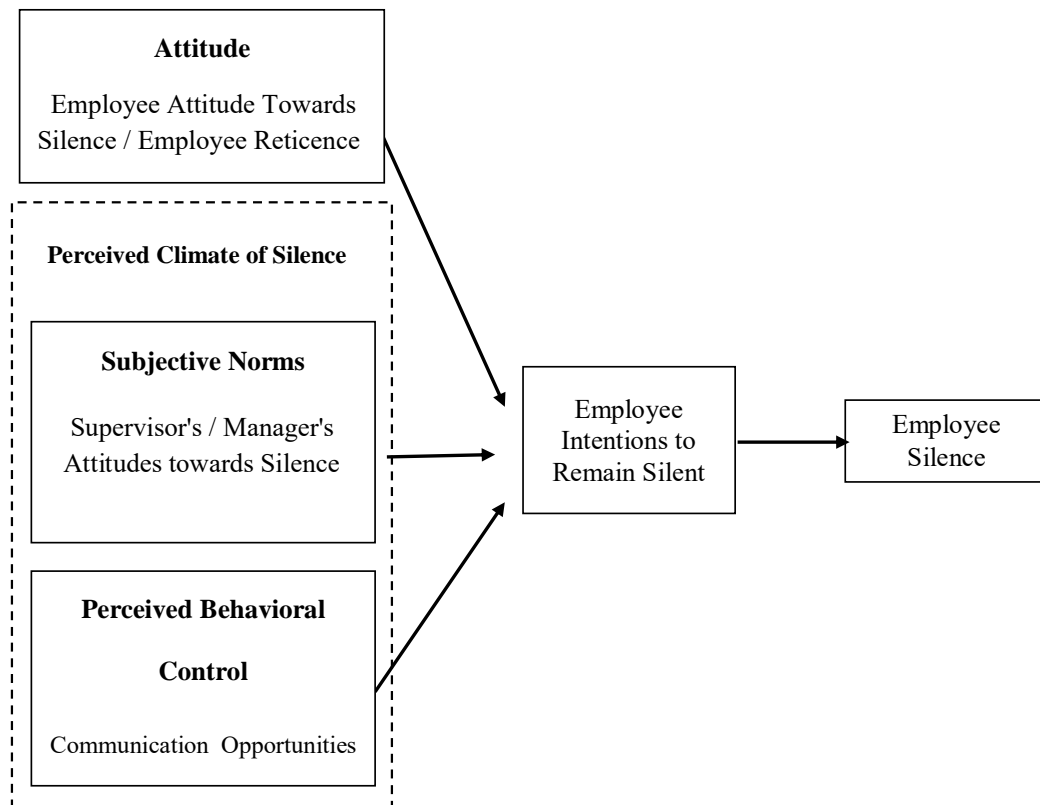 Attitude
Employee Attitude Towards
Silence / Employee Reticence
Perceived Climate of Silence
Subjective Norms
Supervisor's / Manager's
Attitudes towards Silence
Perceived Behavioral
Control
Communication Opportunities
Employee
Intentions to
Remain Silent
Employee
Silence